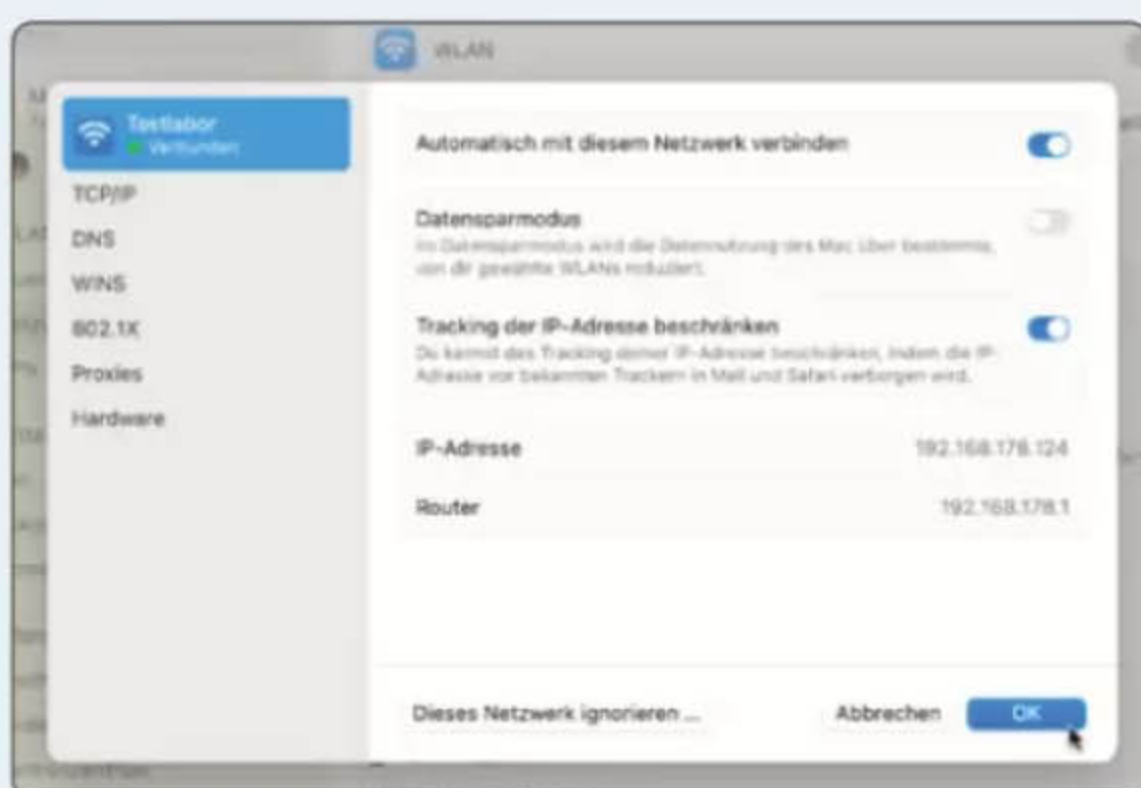 WLAN
Testlabor
Verbunden
TCP/IP
DNS
WINS
802.1X
Proxies
Hardware
Automatisch mit diesem Netzwerk verbinden
Datensparmodus
Im Datensparmodus wird die Datennutzung des Mac über bestimmte,
von dir gewählte WLANs reduziert.
Tracking der IP-Adresse beschränken
Du kannst das Tracking deiner IP-Adresse beschränken, indem die IP-
Adresse vor bekannten Trackern in Mail und Safari verborgen wird.
IP-Adresse
192.168.178.124
Router
192.168.178.1
Dieses Netzwerk ignorieren ...
Abbrechen
OK